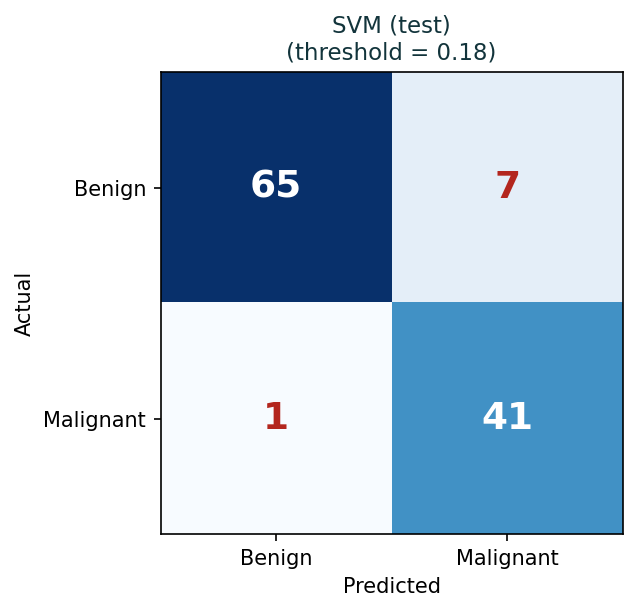 SVM (test)
(threshold = 0.18)
Benign
65
7
Actual
Malignant
1
41
Benign
Malignant
Predicted